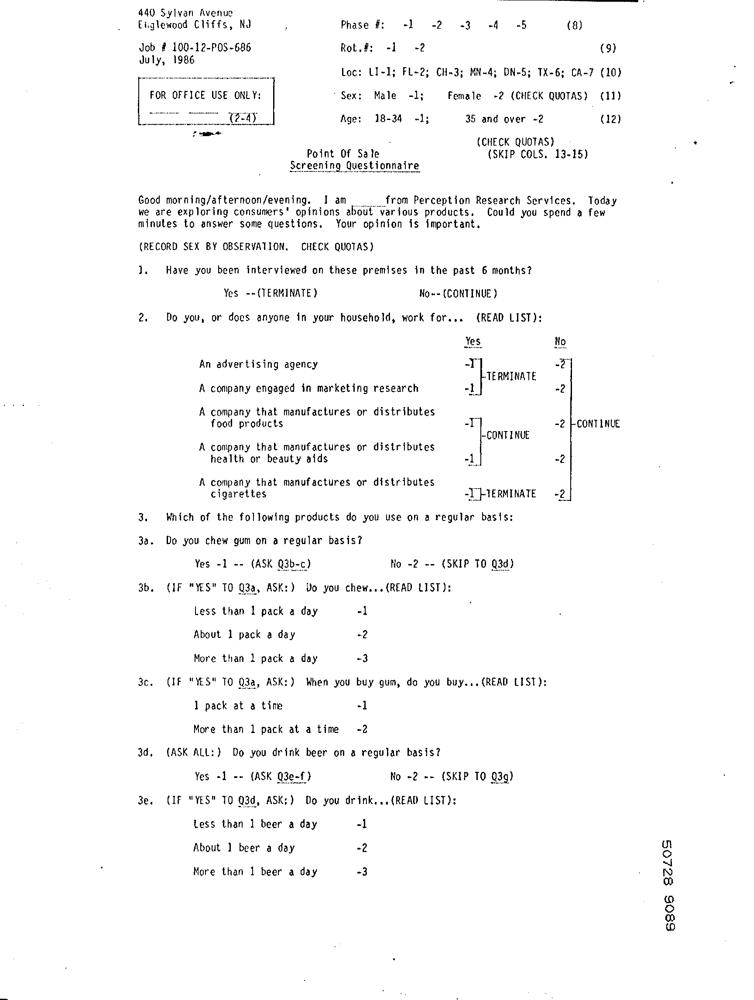 440 Sylvan Avenue
Englewood Cliffs, NJ
Phase #: -1 -2 -3 -4 -5 (8)
Job # 100-12-POS-686
Rot.#: -1 -2 (9)
July, 1986
Loc: LI-1; FL-2; CH-3; MN-4; DN-5; TX-6; CA-7 (10)
FOR OFFICE USE ONLY:
Sex: Male -1; Female -2 (CHECK QUOTAS) (11)
(2-4)
Age: 18-34 -1; 35 and over -2 (12)
(CHECK QUOTAS)
Point Of Sale (SKIP COLS. 13-15)
Screening Questionnaire
Good morning/afternoon/evening. I am _____from Perception Research Services. Today
we are exploring consumers' opinions about various products. Could you spend a few
minutes to answer some questions. Your opinion is important.
(RECORD SEX BY OBSERVATION. CHECK QUOTAS)
1. Have you been interviewed on these premises in the past 6 months?
Yes --(TERMINATE) No--(CONTINUE)
2. Do you, or does anyone in your household, work for... (READ LIST):
Yes No
An advertising agency -1 -2
TERMINATE
A company engaged in marketing research -1 -2
A company that manufactures or distributes
food products -1 -2 CONTINUE
CONTINUE
A company that manufactures or distributes
health or beauty aids -1 -2
A company that manufactures or distributes
cigarettes -1 TERMINATE -2
3. Which of the following products do you use on a regular basis:
3a. Do you chew gum on a regular basis?
Yes -1 -- (ASK Q3b-c) No -2 -- (SKIP TO Q3d)
3b. (IF "YES" TO Q3a, ASK:) Do you chew...(READ LIST):
Less than 1 pack a day -1
About 1 pack a day -2
More than 1 pack a day -3
3c. (IF "YES" TO Q3a, ASK:) When you buy gum, do you buy...(READ LIST):
1 pack at a time -1
More than 1 pack at a time -2
3d. (ASK ALL:) Do you drink beer on a regular basis?
Yes -1 -- (ASK Q3e-f) No -2 -- (SKIP TO Q3g)
3e. (IF "YES" TO Q3d, ASK:) Do you drink...(READ LIST):
Less than 1 beer a day -1
About 1 beer a day -2
More than 1 beer a day -3
50728 9089